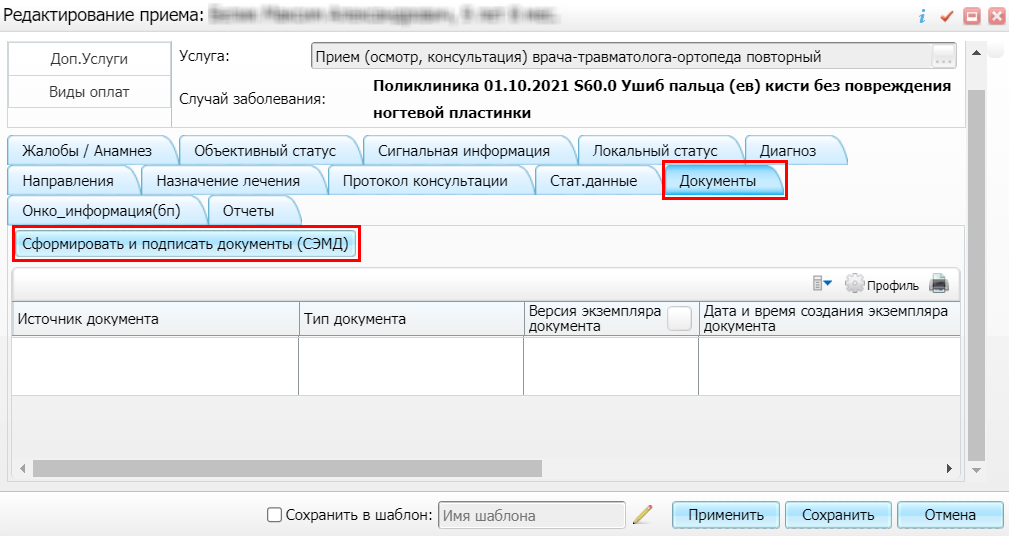 Редактирование приема:
Доп.Услуги
Виды оплат
Услуга:
Прием (осмотр, консультация) врача-травматолога-ортопеда повторный
...
Случай заболевания:
Поликлиника 01.10.2021 S60.0 Ушиб пальца (ев) кисти без повреждения
ногтевой пластинки
Жалобы / Анамнез
Объективный статус
Сигнальная информация
Локальный статус
Диагноз
Направления
Назначение лечения
Протокол консультации
Стат.данные
Документы
Онко_информация(бп)
Отчеты
Сформировать и подписать документы (СЭМД)
Профиль
Источник документа
Тип документа
Версия экземпляра
документа
Дата и время создания экземпляра
документа
Сохранить в шаблон:
Имя шаблона
Применить
Сохранить
Отмена